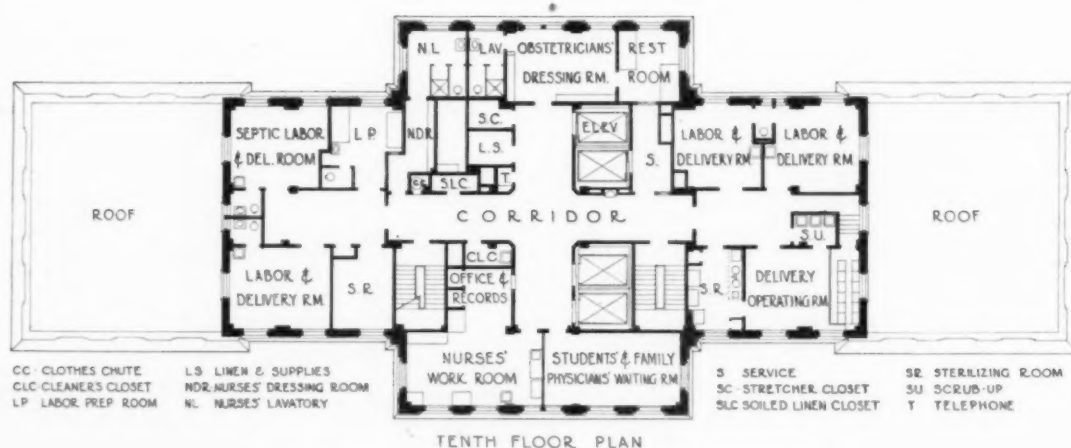 N.L.
LAV.
OBSTETRICIANS'
DRESSING RM.
REST
ROOM
SEPTIC LABOR
& DEL. ROOM
L.P.
N.D.R.
S.C.
L.S.
ELEV
S.
LABOR &
DELIVERY RM.
LABOR &
DELIVERY RM.
C.C.
S.L.C.
T
ROOF
CORRIDOR
ROOF
S.U.
LABOR &
DELIVERY RM.
S.R.
CLC
OFFICE &
RECORDS
S.R.
DELIVERY
OPERATING RM.
NURSES'
WORK ROOM
STUDENTS' & FAMILY
PHYSICIANS' WAITING RM.
CC - CLOTHES CHUTE
CLC CLEANERS CLOSET
LP LABOR PREP ROOM
LS LINEN & SUPPLIES
NDR NURSES' DRESSING ROOM
NL NURSES' LAVATORY
S SERVICE
SC - STRETCHER CLOSET
SLC SOILED LINEN CLOSET
SR STERILIZING ROOM
SU SCRUB-UP
T TELEPHONE
TENTH FLOOR PLAN